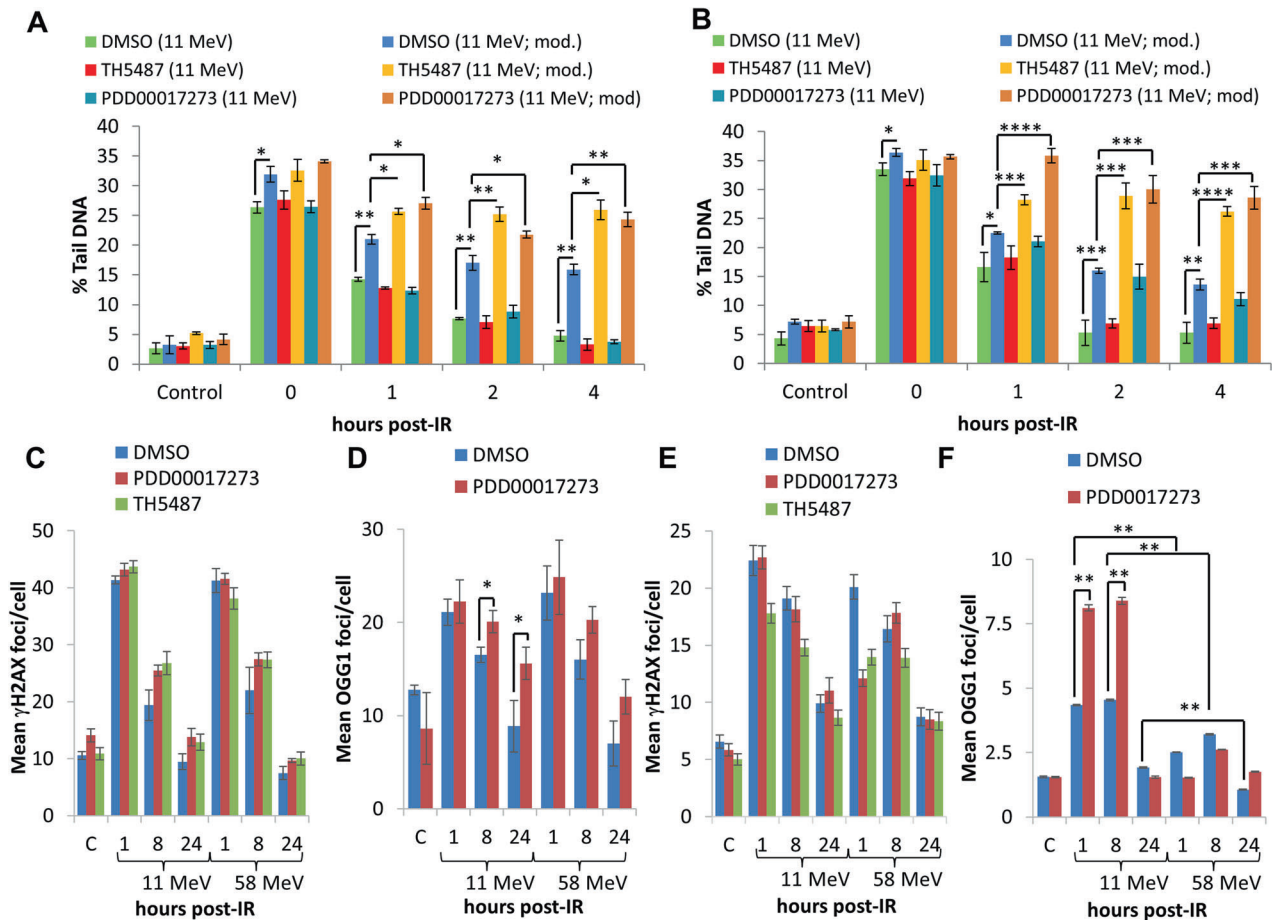 A
DMSO (11 MeV)
DMSO (11 MeV; mod.)
TH5487 (11 MeV)
TH5487 (11 MeV; mod.)
PDD00017273 (11 MeV)
PDD00017273 (11 MeV; mod)
% Tail DNA
40
35
30
25
20
15
10
5
0
*
**
*
*
**
**
*
**
*
**
Control
0
1
2
4
hours post-IR
B
DMSO (11 MeV)
DMSO (11 MeV; mod.)
TH5487 (11 MeV)
TH5487 (11 MeV; mod.)
PDD00017273 (11 MeV)
PDD00017273 (11 MeV; mod)
% Tail DNA
40
35
30
25
20
15
10
5
0
*
*
***
****
***
***
***
**
****
***
Control
0
1
2
4
hours post-IR
C
DMSO
PDD00017273
TH5487
Mean γH2AX foci/cell
50
40
30
20
10
0
C
1
8
24
1
8
24
11 MeV
58 MeV
hours post-IR
D
DMSO
PDD00017273
Mean OGG1 foci/cell
30
20
10
0
*
*
C
1
8
24
1
8
24
11 MeV
58 MeV
hours post-IR
E
DMSO
PDD0017273
TH5487
Mean γH2AX foci/cell
25
20
15
10
5
0
C
1
8
24
1
8
24
11 MeV
58 MeV
hours post-IR
F
DMSO
PDD0017273
Mean OGG1 foci/cell
10
7.5
5
2.5
0
**
**
**
**
**
C
1
8
24
1
8
24
11 MeV
58 MeV
hours post-IR